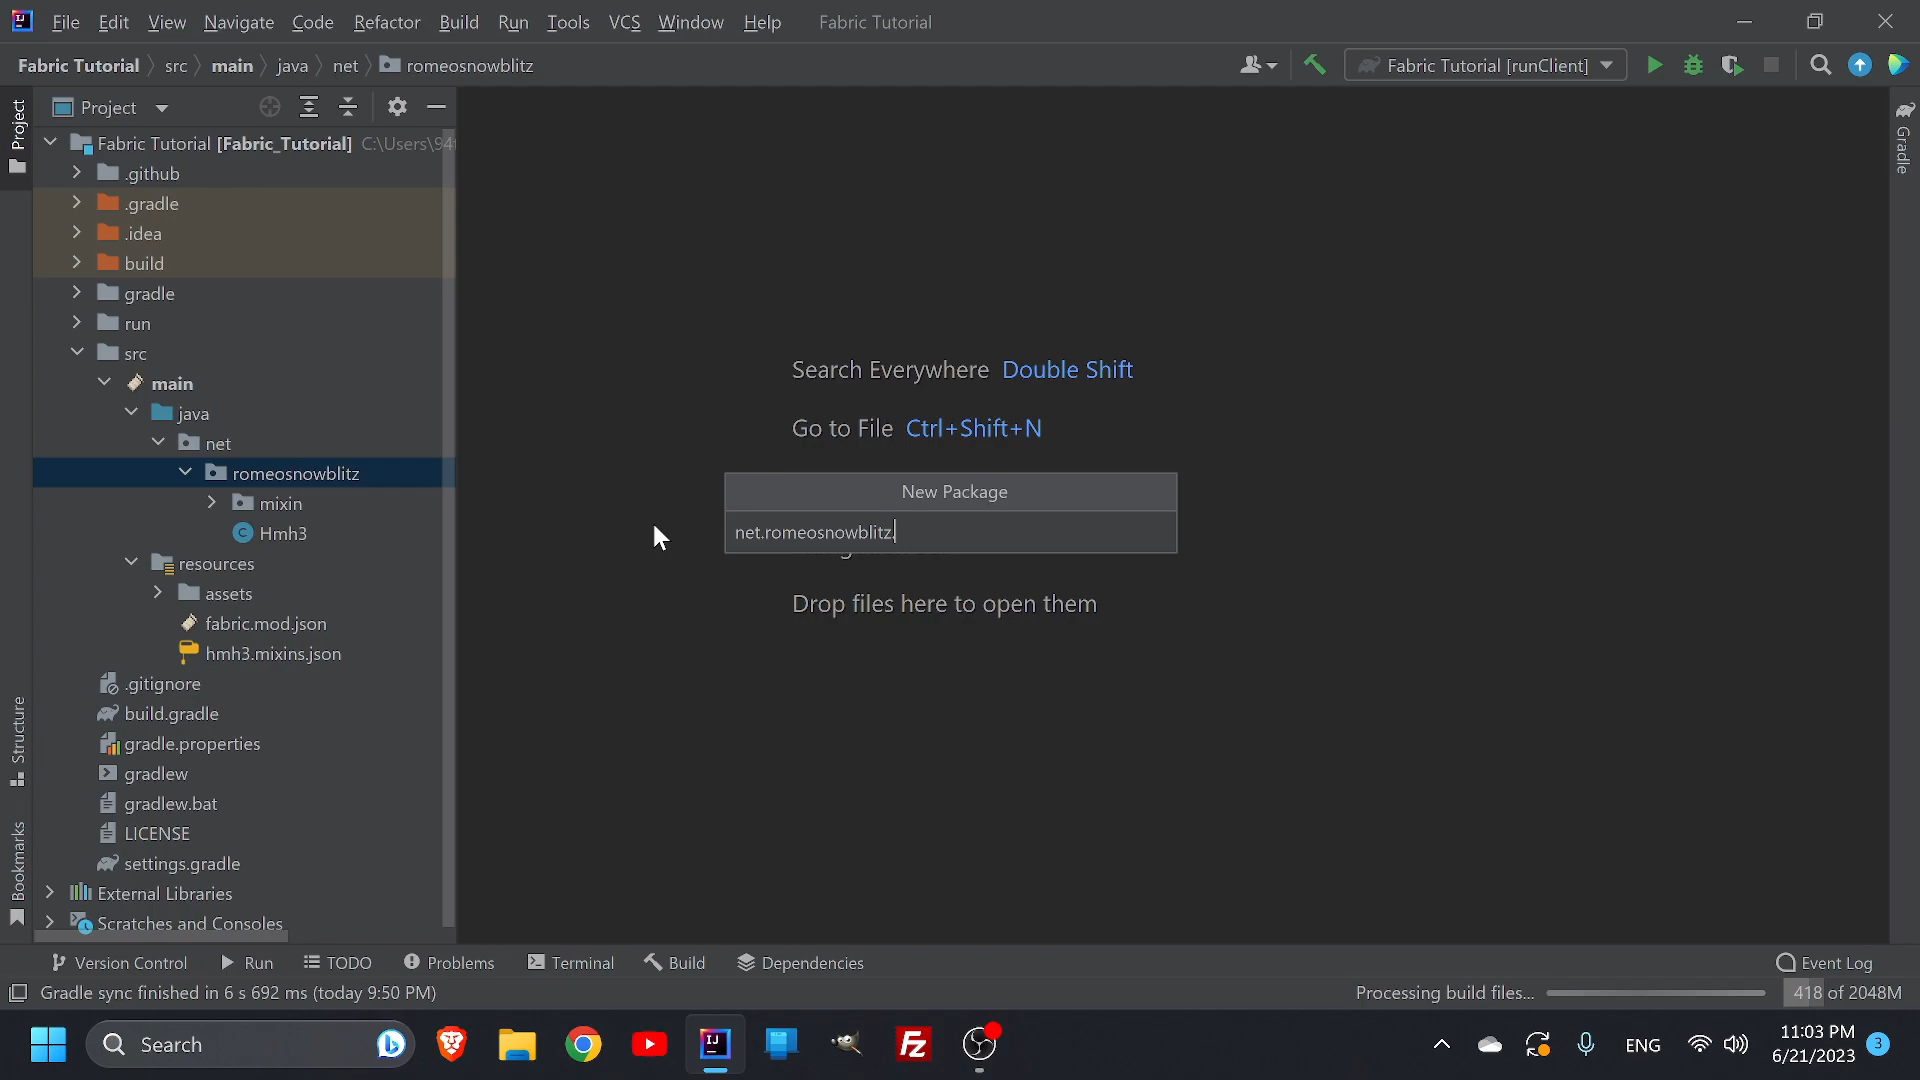 File Edit View Navigate Code Refactor Build Run Tools VCS Window Help Fabric Tutorial
Fabric Tutorial src main java net romeosnowblitz
Fabric Tutorial [runClient]
Project
Project
Gradle
Fabric Tutorial [Fabric_Tutorial] C:\Users\94
.github
.gradle
.idea
build
gradle
run
src
main
java
net
romeosnowblitz
mixin
Hmh3
resources
assets
fabric.mod.json
hmh3.mixins.json
.gitignore
build.gradle
gradle.properties
gradlew
gradlew.bat
LICENSE
settings.gradle
External Libraries
Scratches and Consoles
Structure
Bookmarks
Search Everywhere Double Shift
Go to File Ctrl+Shift+N
New Package
net.romeosnowblitz.
Drop files here to open them
Version Control Run TODO Problems Terminal Build Dependencies Event Log
Gradle sync finished in 6 s 692 ms (today 9:50 PM) Processing build files... 418 of 2048M
Search ENG 11:03 PM
6/21/2023 3